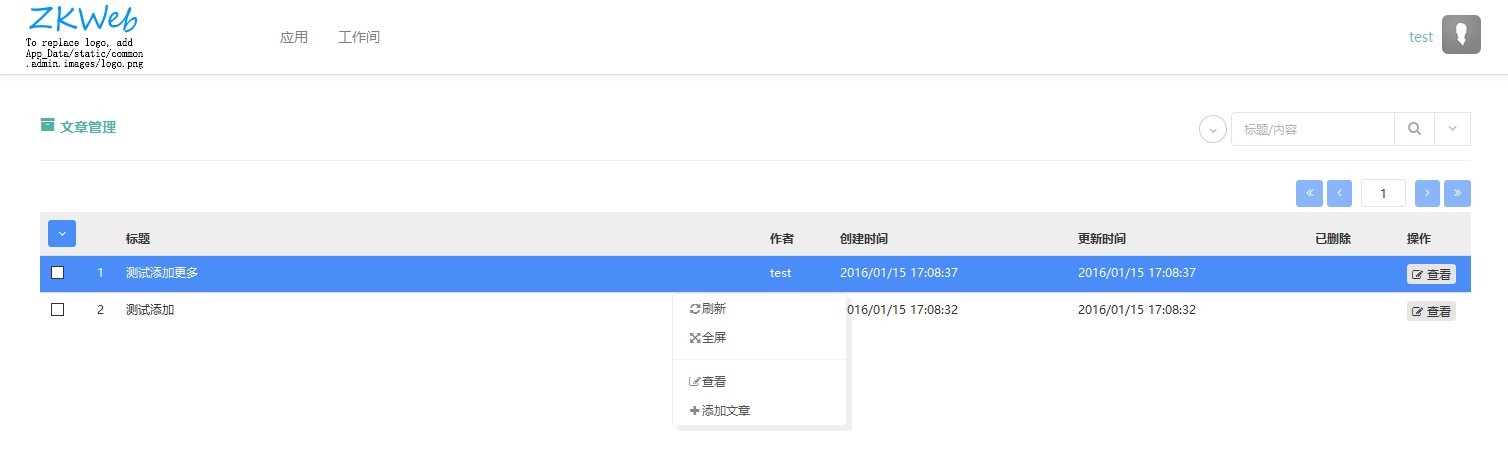 ZKWeb
To replace logo, add
App_Data/static/common
.admin.images/logo.png
应用 工作间
test
文章管理
标题/内容
1
标题 作者 创建时间 更新时间 已删除 操作
1 测试添加更多 test 2016/01/15 17:08:37 2016/01/15 17:08:37 查看
2 测试添加 016/01/15 17:08:32 2016/01/15 17:08:32 查看
刷新
全屏
查看
添加文章